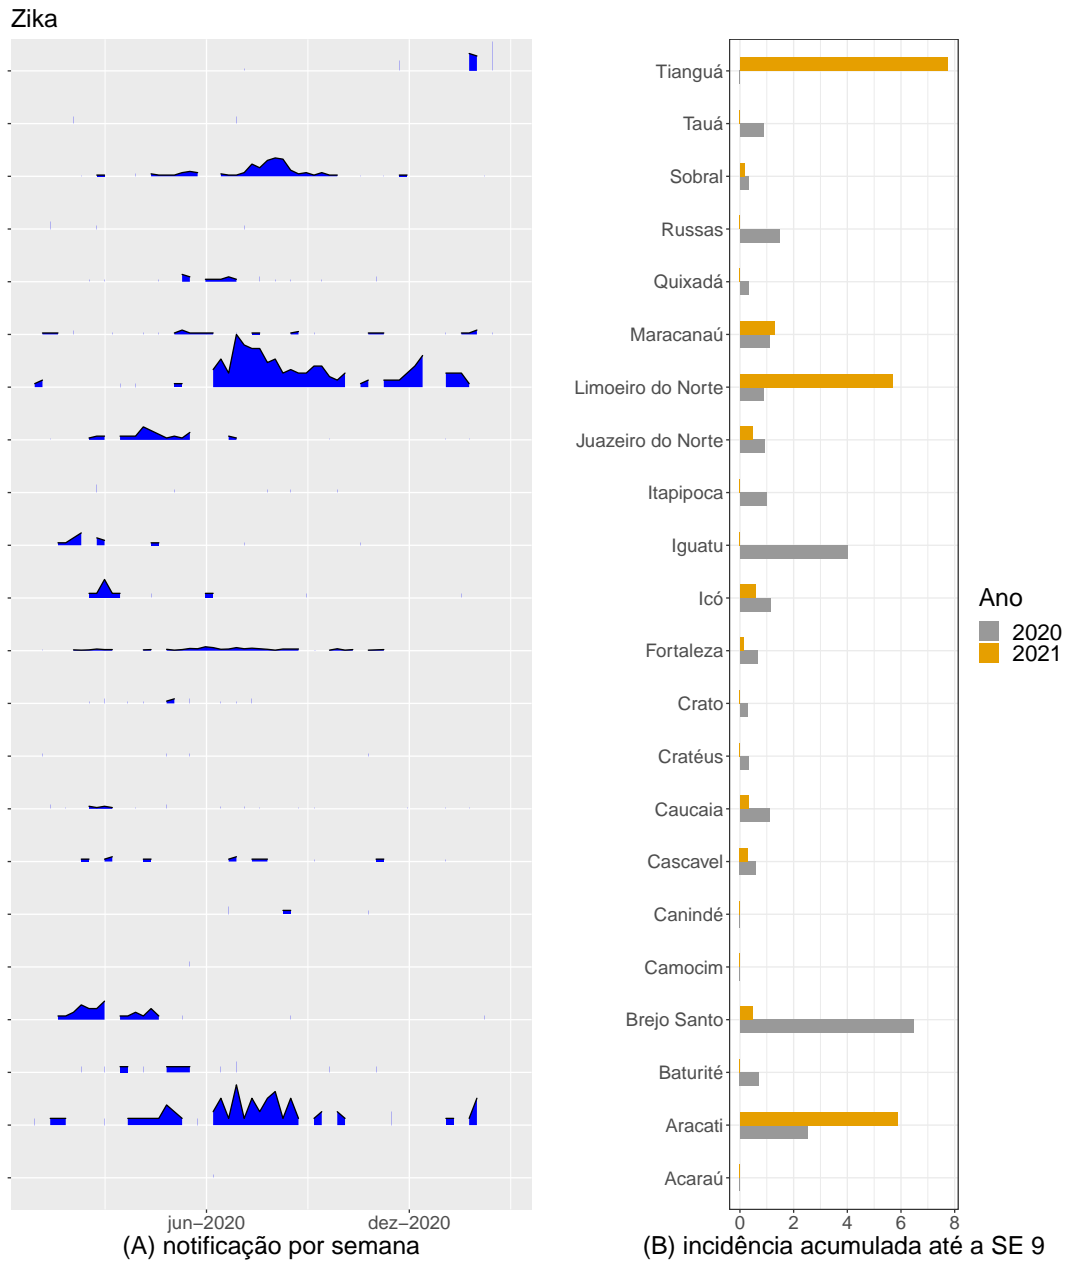 Zika
Tianguá
Tauá
Sobral
Russas
Quixadá
Maracanaú
Limoeiro do Norte
Juazeiro do Norte
Itapipoca
Iguatu
Icó
Fortaleza
Crato
Cratéus
Caucaia
Cascavel
Canindé
Camocim
Brejo Santo
Baturité
Aracati
Acaraú
Ano
2020
2021
jun−2020 dez−2020
0 2 4 6 8
(A) notificação por semana
(B) incidência acumulada até a SE 9